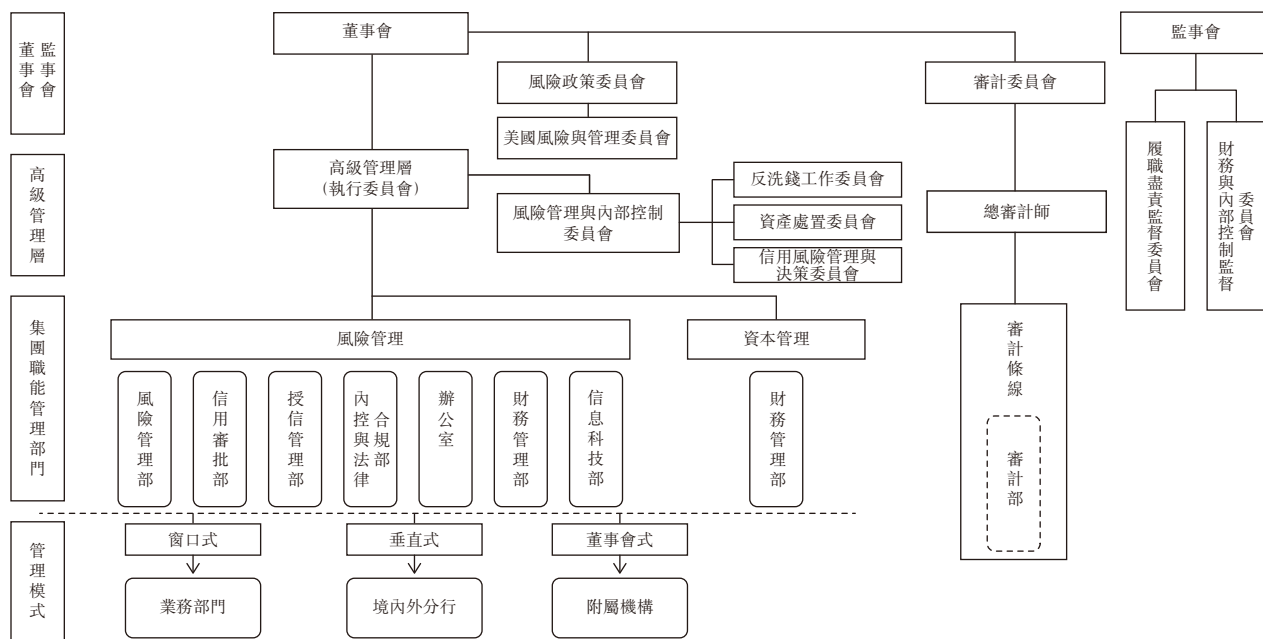 董事會
監事會
董事會
監事會
風險政策委員會
審計委員會
美國風險與管理委員會
履職盡責監督委員會
財務與內部控制監督
委員會
高級管理層
高級管理層
(執行委員會)
風險管理與內部控制
委員會
反洗錢工作委員會
資產處置委員會
信用風險管理與
決策委員會
總審計師
集團職能管理部門
風險管理
資本管理
審計條線
風險管理部
信用審批部
授信管理部
內控與法律
合規部
辦公室
財務管理部
信息科技部
財務管理部
審計部
管理模式
窗口式
垂直式
董事會式
業務部門
境內外分行
附屬機構